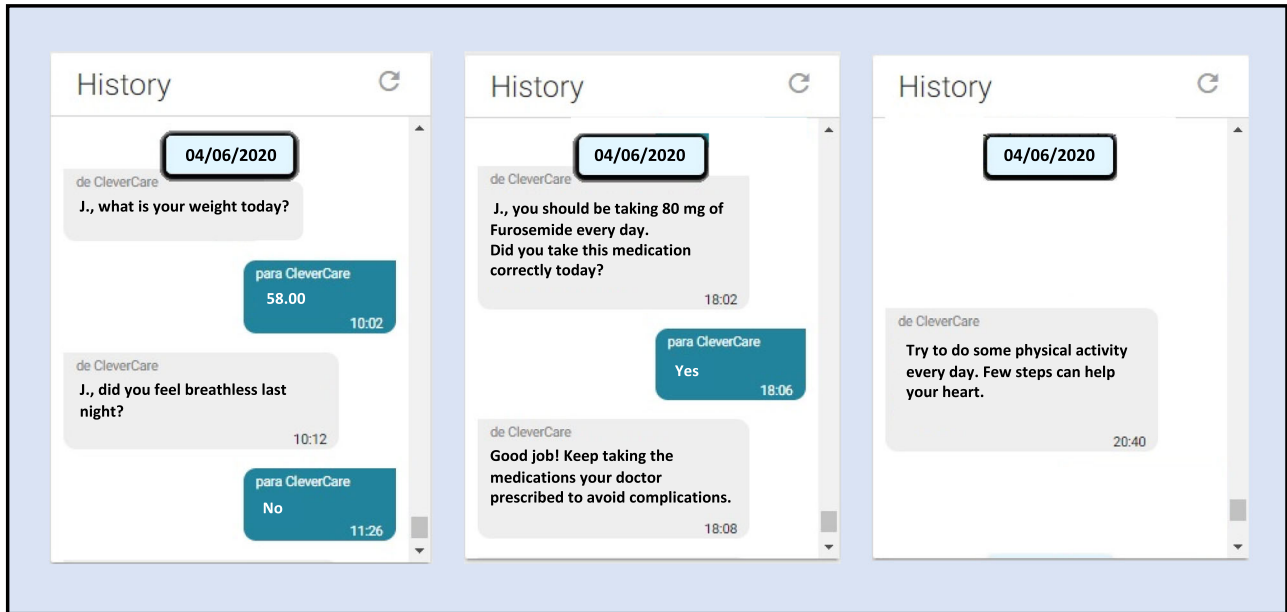 History
04/06/2020
de CleverCare
J., what is your weight today?
para CleverCare
58.00
10:02
de CleverCare
J., did you feel breathless last
night?
10:12
para CleverCare
No
11:26
History
04/06/2020
de CleverCare
J., you should be taking 80 mg of
Furosemide every day.
Did you take this medication
correctly today?
18:02
para CleverCare
Yes
18:06
de CleverCare
Good job! Keep taking the
medications your doctor
prescribed to avoid complications.
18:08
History
04/06/2020
de CleverCare
Try to do some physical activity
every day. Few steps can help
your heart.
20:40